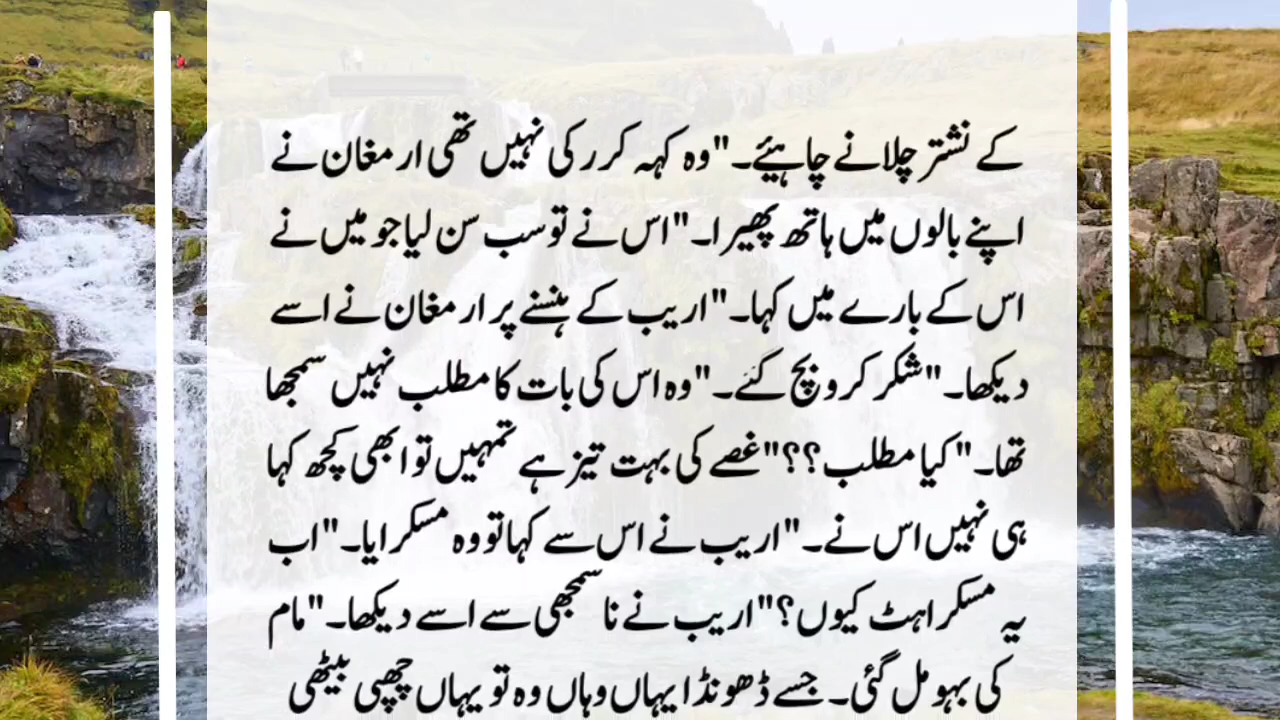 کے نشتر چلانے چاہیئے۔"وہ کہہ کر رکی نہیں تھی ارمغان نے
اپنے بالوں میں ہاتھ پھیرا۔"اس نے تو سب سن لیا جو میں نے
اس کے بارے میں کہا۔"اریب کے ہنسنے پر ارمغان نے اسے
دیکھا۔"شکر کرو بچ گئے۔"وہ اس کی بات کا مطلب نہیں سمجھا
تھا۔"کیا مطلب؟؟"غصے کی بہت تیز ہے تمہیں تو ابھی کچھ کہا
ہی نہیں اس نے۔"اریب نے اس سے کہا تو وہ مسکرایا۔"اب
یہ مسکراہٹ کیوں؟"اریب نے ناسمجھی سے اسے دیکھا۔"مام
کی بہو مل گئی۔ جسے ڈھونڈا یہاں وہاں وہ تو یہاں چھپی بیٹھی